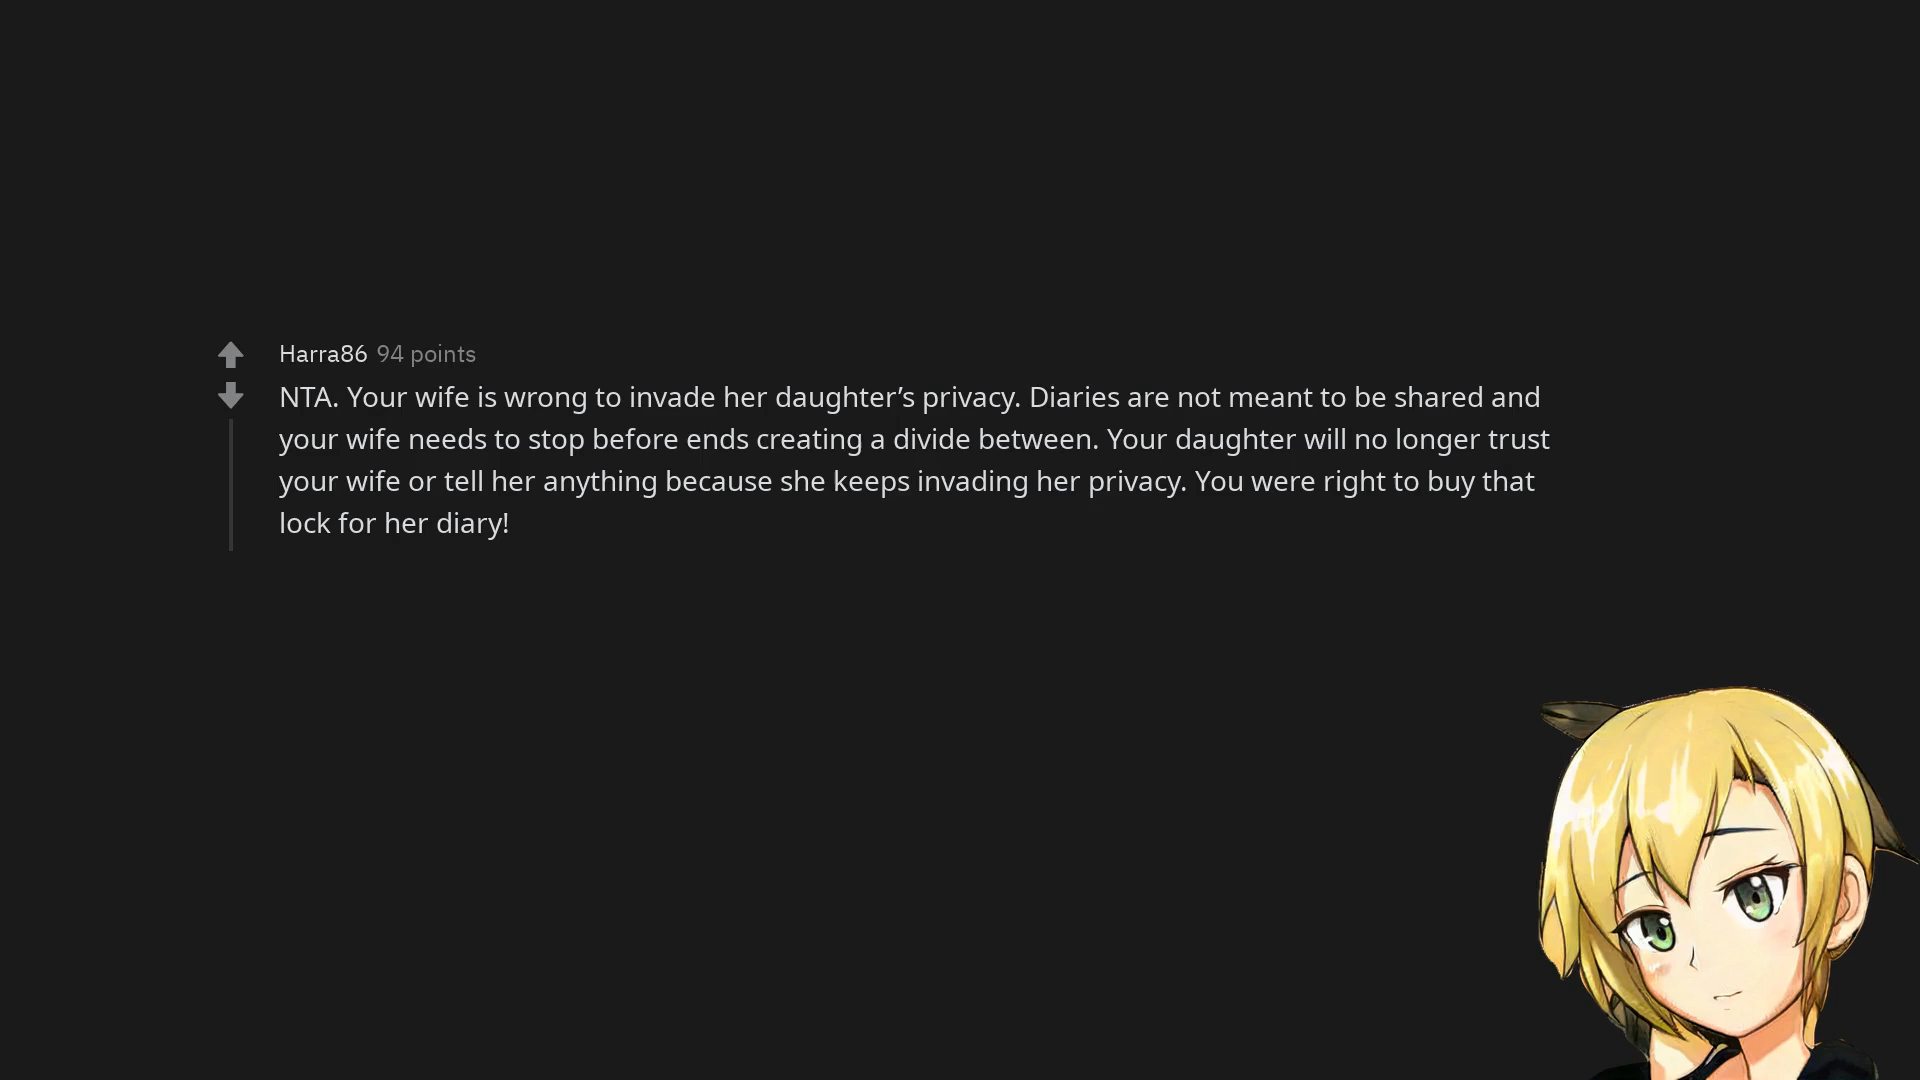 Harra86 94 points
NTA. Your wife is wrong to invade her daughter’s privacy. Diaries are not meant to be shared and
your wife needs to stop before ends creating a divide between. Your daughter will no longer trust
your wife or tell her anything because she keeps invading her privacy. You were right to buy that
lock for her diary!